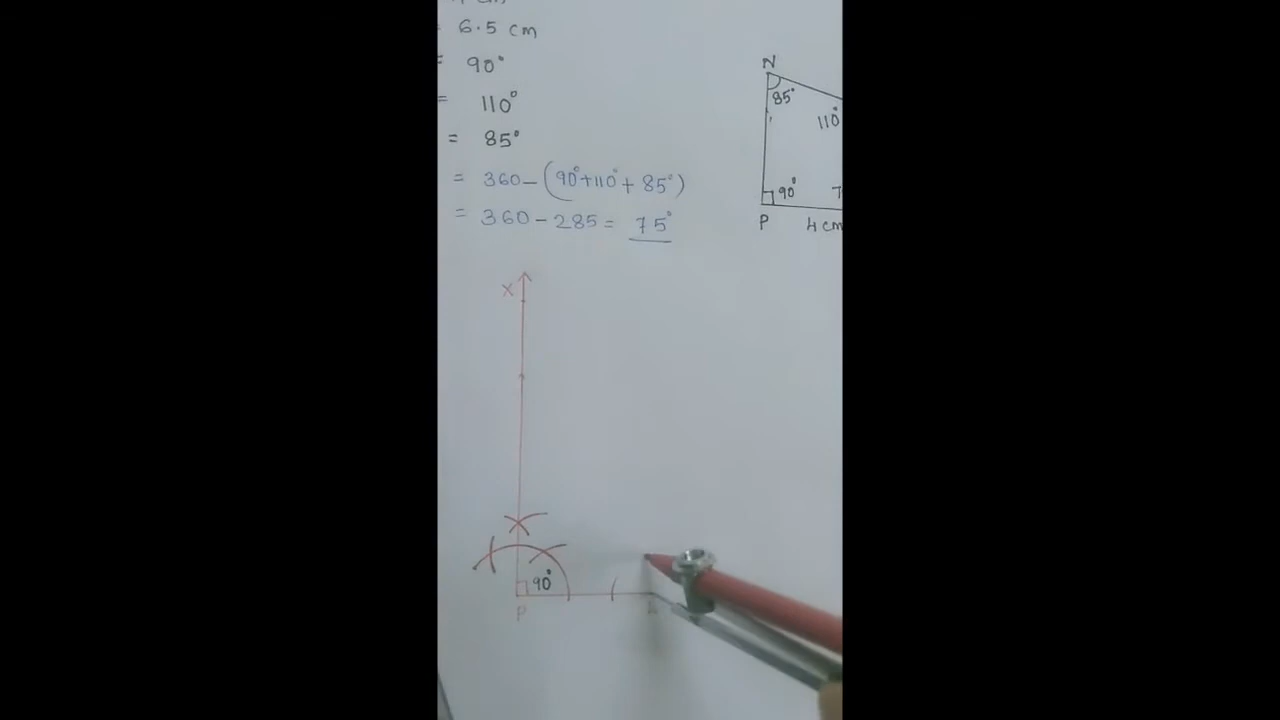 = 6.5 cm
= 90°
= 110°
= 85°
= 360 - (90° + 110° + 85°)
= 360 - 285 = 75°
N
85°
110°
90° 7
P 4 cm
X
90°
P